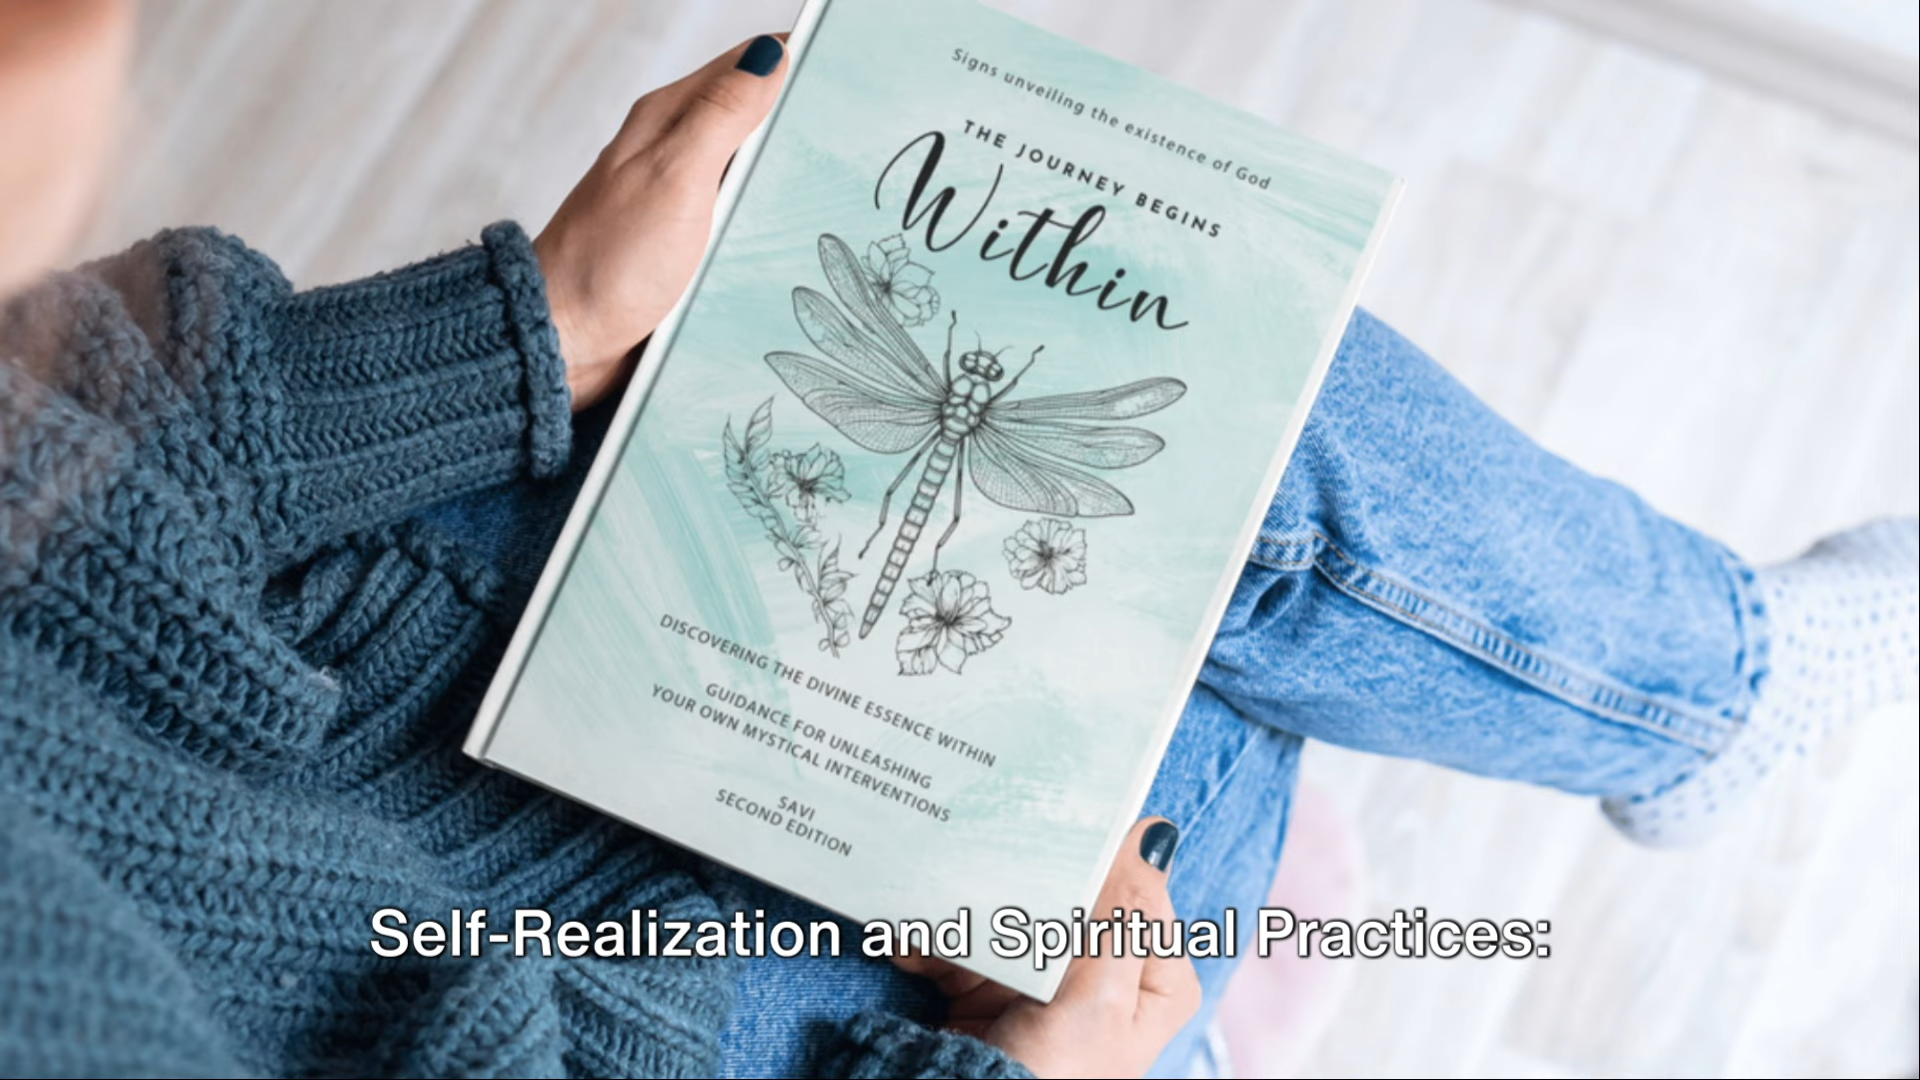 Signs unveiling the existence of God
THE JOURNEY BEGINS
Within
DISCOVERING THE DIVINE ESSENCE WITHIN
GUIDANCE FOR UNLEASHING
YOUR OWN MYSTICAL INTERVENTIONS
SAVI
SECOND EDITION
Self-Realization and Spiritual Practices: